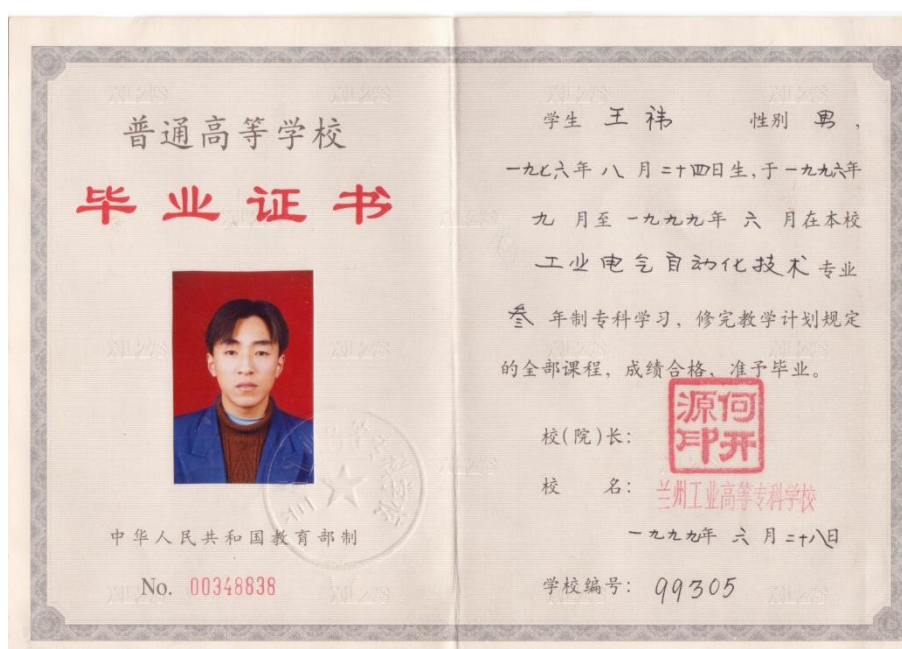 普通高等学校
毕业证书
中华人民共和国教育部制
No. 00348838
学生 王祎 性别 男,
一九七六年 八 月二十四日生,于一九九六年
九 月至一九九九年 六 月在本校
工业电气自动化技术 专业
叁 年制专科学习,修完教学计划规定
的全部课程,成绩合格,准予毕业。
校(院)长: 何开源印
校 名: 兰州工业高等专科学校
一九九九年 六 月二十八日
学校编号: 99305